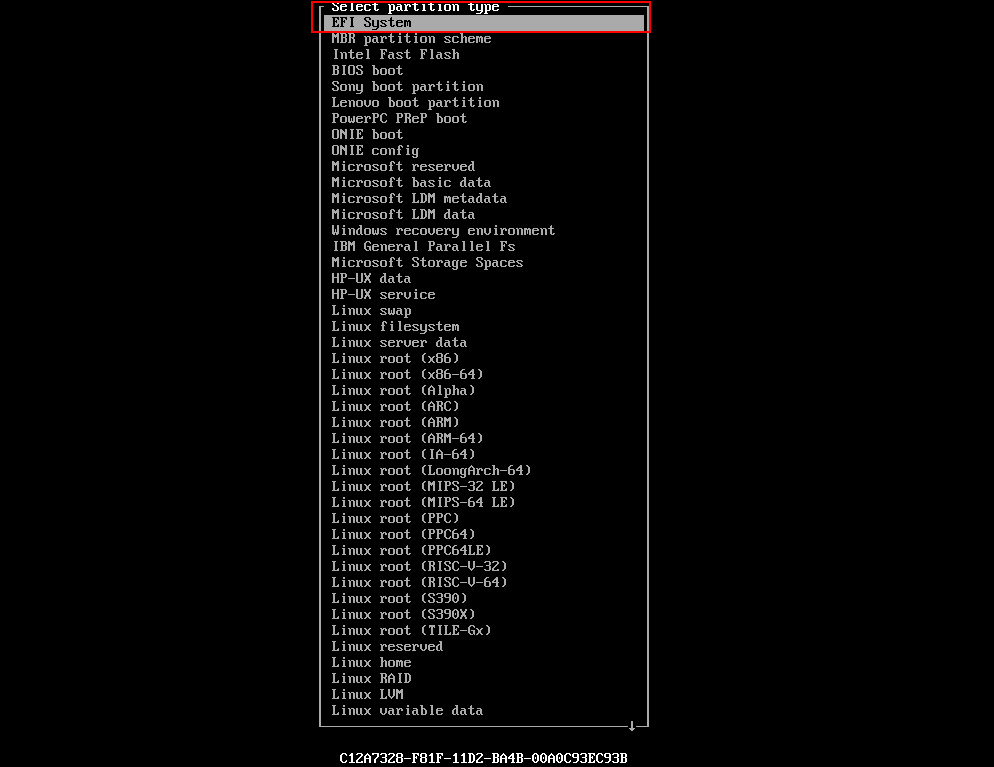 Select partition type
EFI System
MBR partition scheme
Intel Fast Flash
BIOS boot
Sony boot partition
Lenovo boot partition
PowerPC PReP boot
ONIE boot
ONIE config
Microsoft reserved
Microsoft basic data
Microsoft LDM metadata
Microsoft LDM data
Windows recovery environment
IBM General Parallel Fs
Microsoft Storage Spaces
HP-UX data
HP-UX service
Linux swap
Linux filesystem
Linux server data
Linux root (x86)
Linux root (x86-64)
Linux root (Alpha)
Linux root (ARC)
Linux root (ARM)
Linux root (ARM-64)
Linux root (IA-64)
Linux root (LoongArch-64)
Linux root (MIPS-32 LE)
Linux root (MIPS-64 LE)
Linux root (PPC)
Linux root (PPC64)
Linux root (PPC64LE)
Linux root (RISC-V-32)
Linux root (RISC-V-64)
Linux root (S390)
Linux root (S390X)
Linux root (TILE-Gx)
Linux reserved
Linux home
Linux RAID
Linux LVM
Linux variable data
C12A7328-F81F-11D2-BA4B-00A0C93EC93B